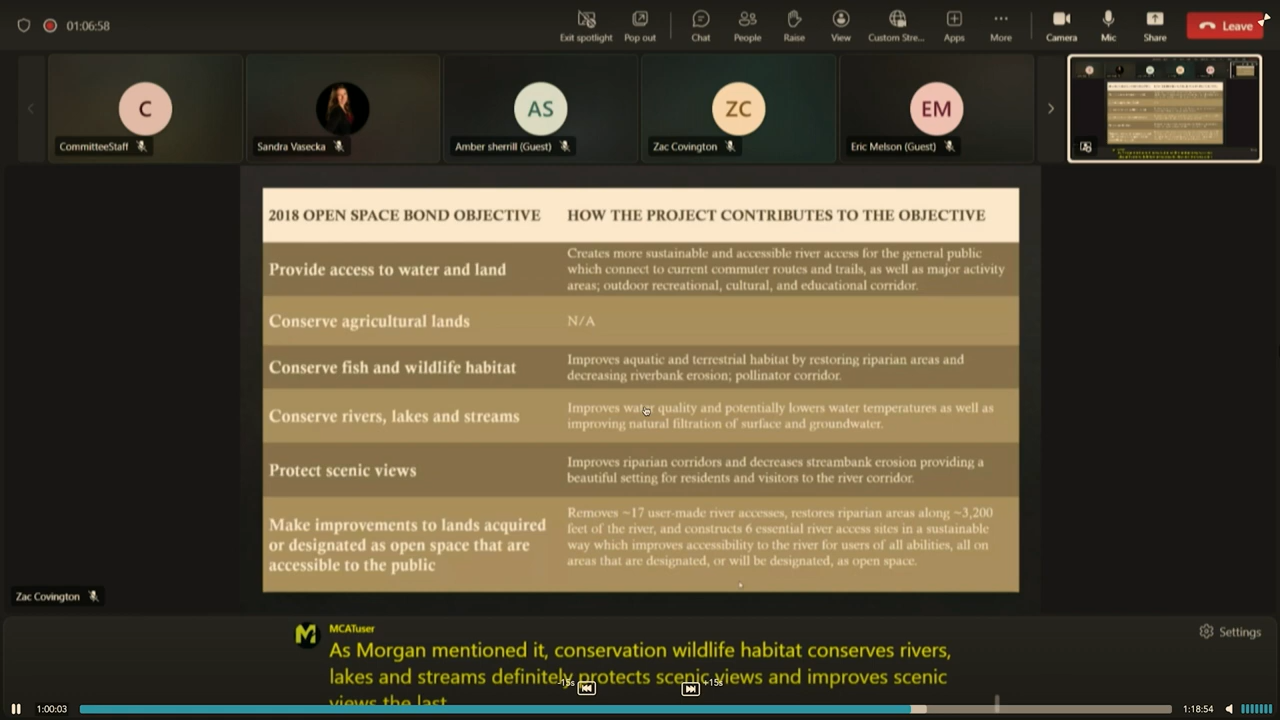 01:06:58
Exit spotlight
Pop out
Chat
People
Raise
View
Custom Stre...
Apps
More
Camera
Mic
Share
Leave
C
AS
ZC
EM
CommitteeStaff
Sandra Vasecka
Amber sherrill (Guest)
Zac Covington
Eric Melson (Guest)
2018 OPEN SPACE BOND OBJECTIVE
HOW THE PROJECT CONTRIBUTES TO THE OBJECTIVE
Provide access to water and land
Creates more sustainable and accessible river access for the general public
which connect to current commuter routes and trails, as well as major activity
areas; outdoor recreational, cultural, and educational corridor.
Conserve agricultural lands
N/A
Conserve fish and wildlife habitat
Improves aquatic and terrestrial habitat by restoring riparian areas and
decreasing riverbank erosion; pollinator corridor.
Conserve rivers, lakes and streams
Improves water quality and potentially lowers water temperatures as well as
improving natural filtration of surface and groundwater.
Protect scenic views
Improves riparian corridors and decreases streambank erosion providing a
beautiful setting for residents and visitors to the river corridor.
Make improvements to lands acquired
or designated as open space that are
accessible to the public
Removes ~17 user-made river accesses, restores riparian areas along ~3,200
feet of the river, and constructs 6 essential river access sites in a sustainable
way which improves accessibility to the river for users of all abilities, all on
areas that are designated, or will be designated, as open space.
Zac Covington
MCATuser
As Morgan mentioned it, conservation wildlife habitat conserves rivers,
lakes and streams definitely protects scenic views and improves scenic
views the last
Settings
-15s
+15s
1:00:03
1:18:54